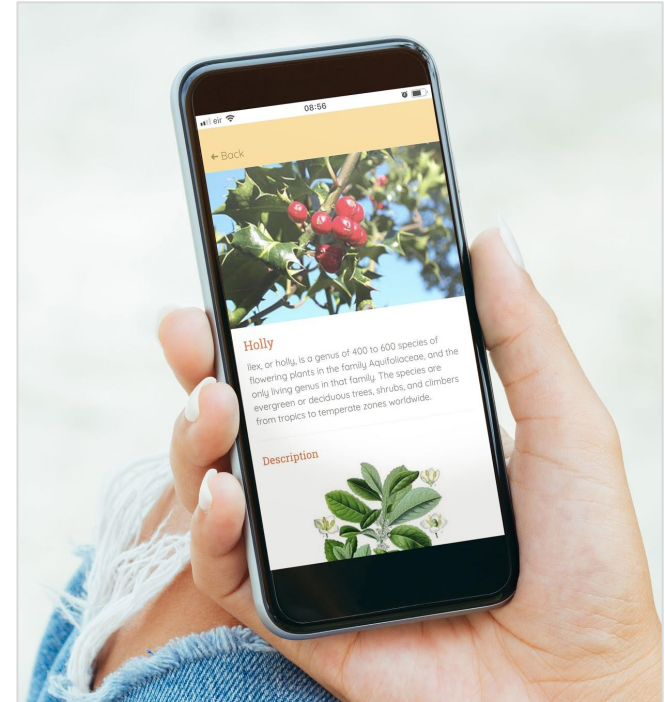 eir
08:56
← Back
Holly
Ilex, or holly, is a genus of 400 to 600 species of
flowering plants in the family Aquifoliaceae, and the
only living genus in that family. The species are
evergreen or deciduous trees, shrubs, and climbers
from tropics to temperate zones worldwide.
Description